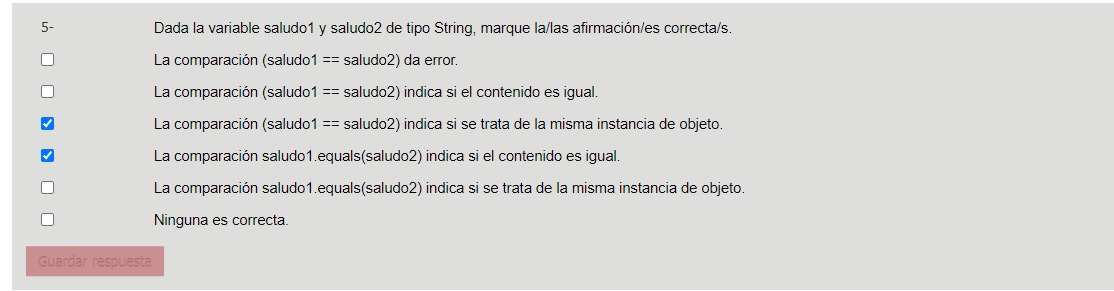 5- Dada la variable saludo1 y saludo2 de tipo String, marque la/las afirmación/es correcta/s.
La comparación (saludo1 == saludo2) da error.
La comparación (saludo1 == saludo2) indica si el contenido es igual.
La comparación (saludo1 == saludo2) indica si se trata de la misma instancia de objeto.
La comparación saludo1.equals(saludo2) indica si el contenido es igual.
La comparación saludo1.equals(saludo2) indica si se trata de la misma instancia de objeto.
Ninguna es correcta.
Guardar respuesta